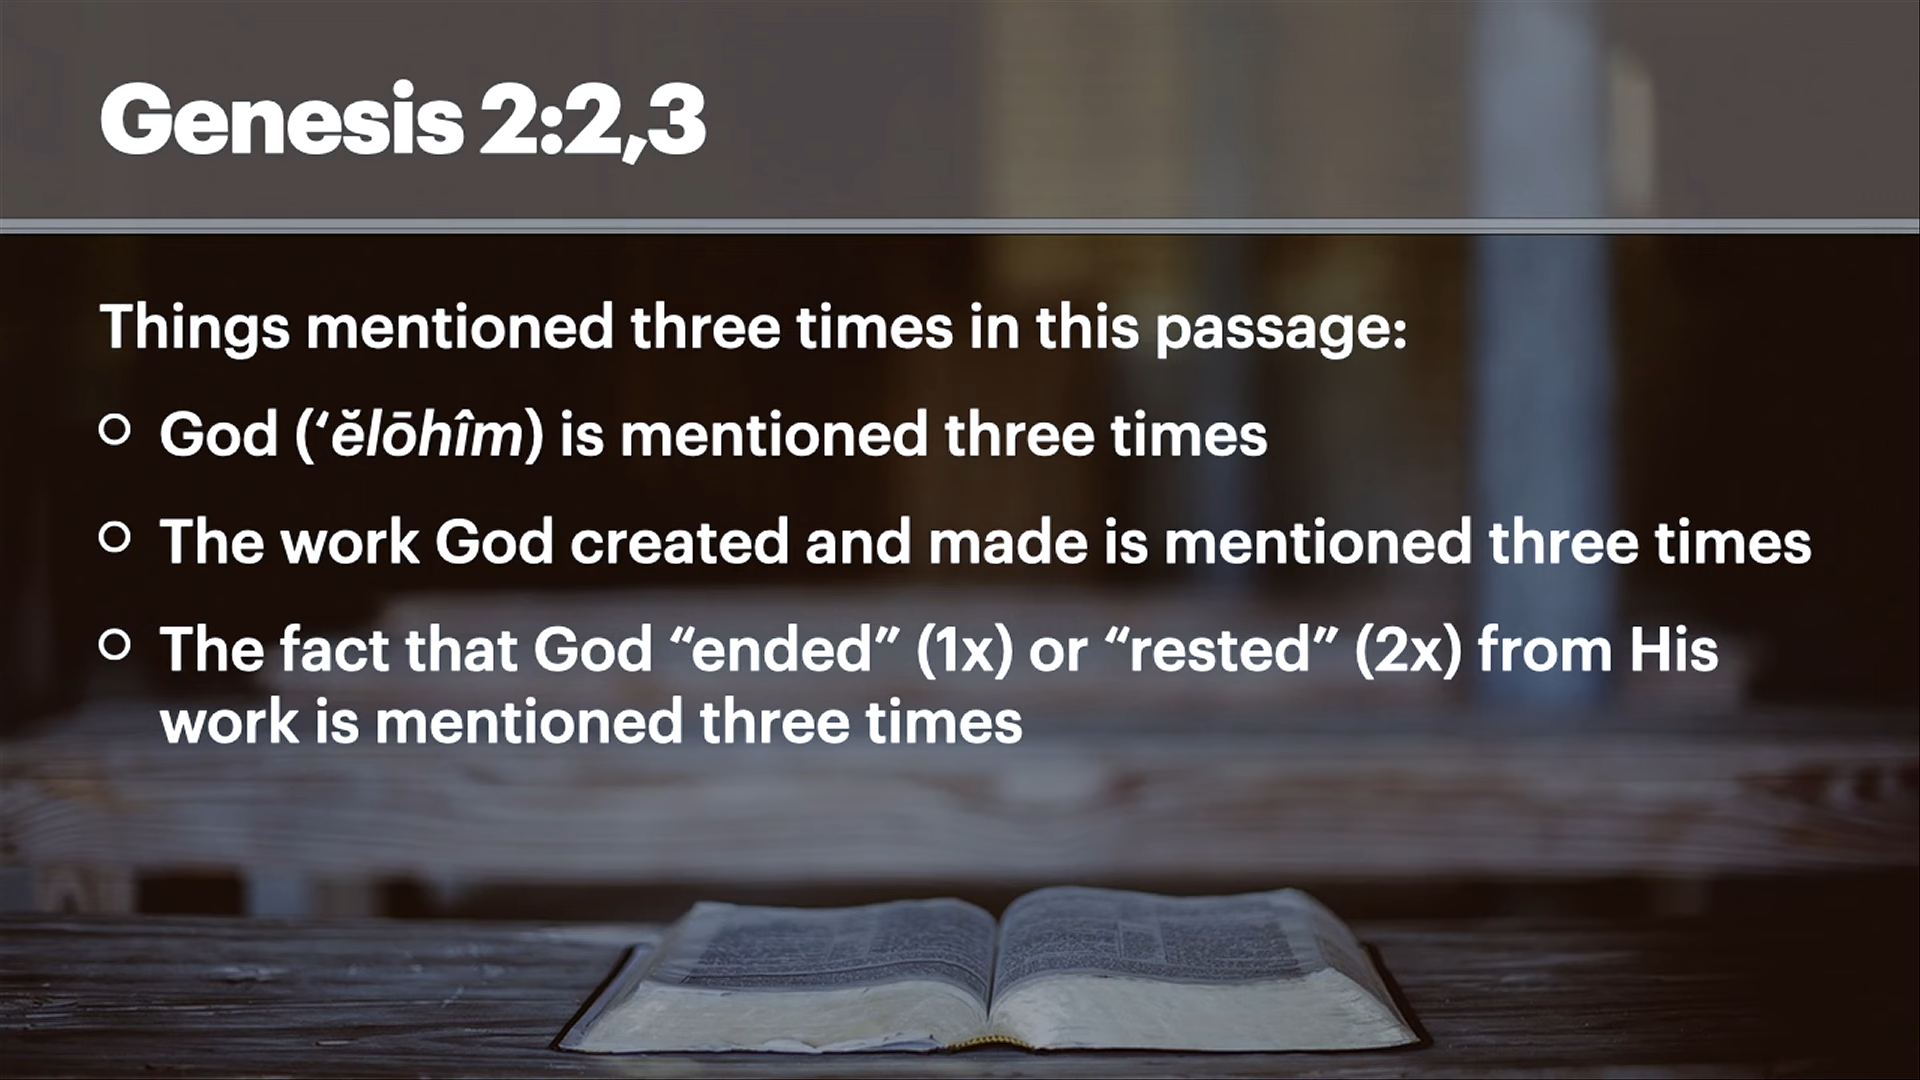 Genesis 2:2,3
Things mentioned three times in this passage:
God (‘ĕlōhîm) is mentioned three times
The work God created and made is mentioned three times
The fact that God “ended” (1x) or “rested” (2x) from His
work is mentioned three times